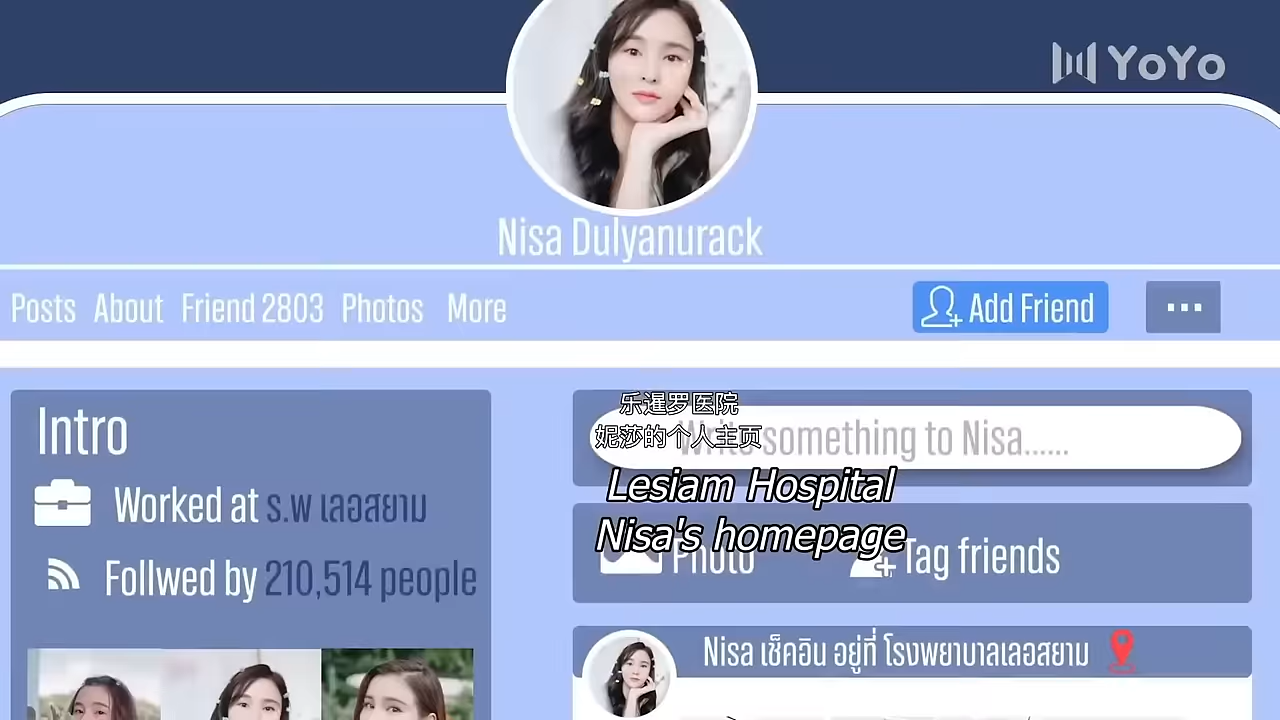 YoYo
Nisa Dulyanurack
Posts About Friend 2803 Photos More
Add Friend
Intro
Worked at ร.พ เลอสยาม
Follwed by 210,514 people
乐暹罗医院
妮莎的个人主页
Write something to Nisa......
Lesiam Hospital
Nisa's homepage
Photo
Tag friends
Nisa เช็คอิน อยู่ที่ โรงพยาบาลเลอสยาม